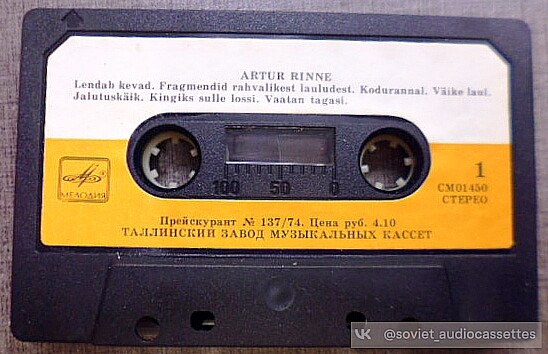 ARTUR RINNE
Lendab kevad. Fragmendid rahvalikest lauludest. Kodurannal. Väike laul.
Jalutuskäik. Kingiks sulle lossi. Vaatan tagasi.
МЕЛОДИЯ
100 50 0
1
СМ01450
СТЕРЕО
Прейскурант № 137/74. Цена руб. 4.10
ТАЛЛИНСКИЙ ЗАВОД МУЗЫКАЛЬНЫХ КАССЕТ
@soviet_audiocassettes